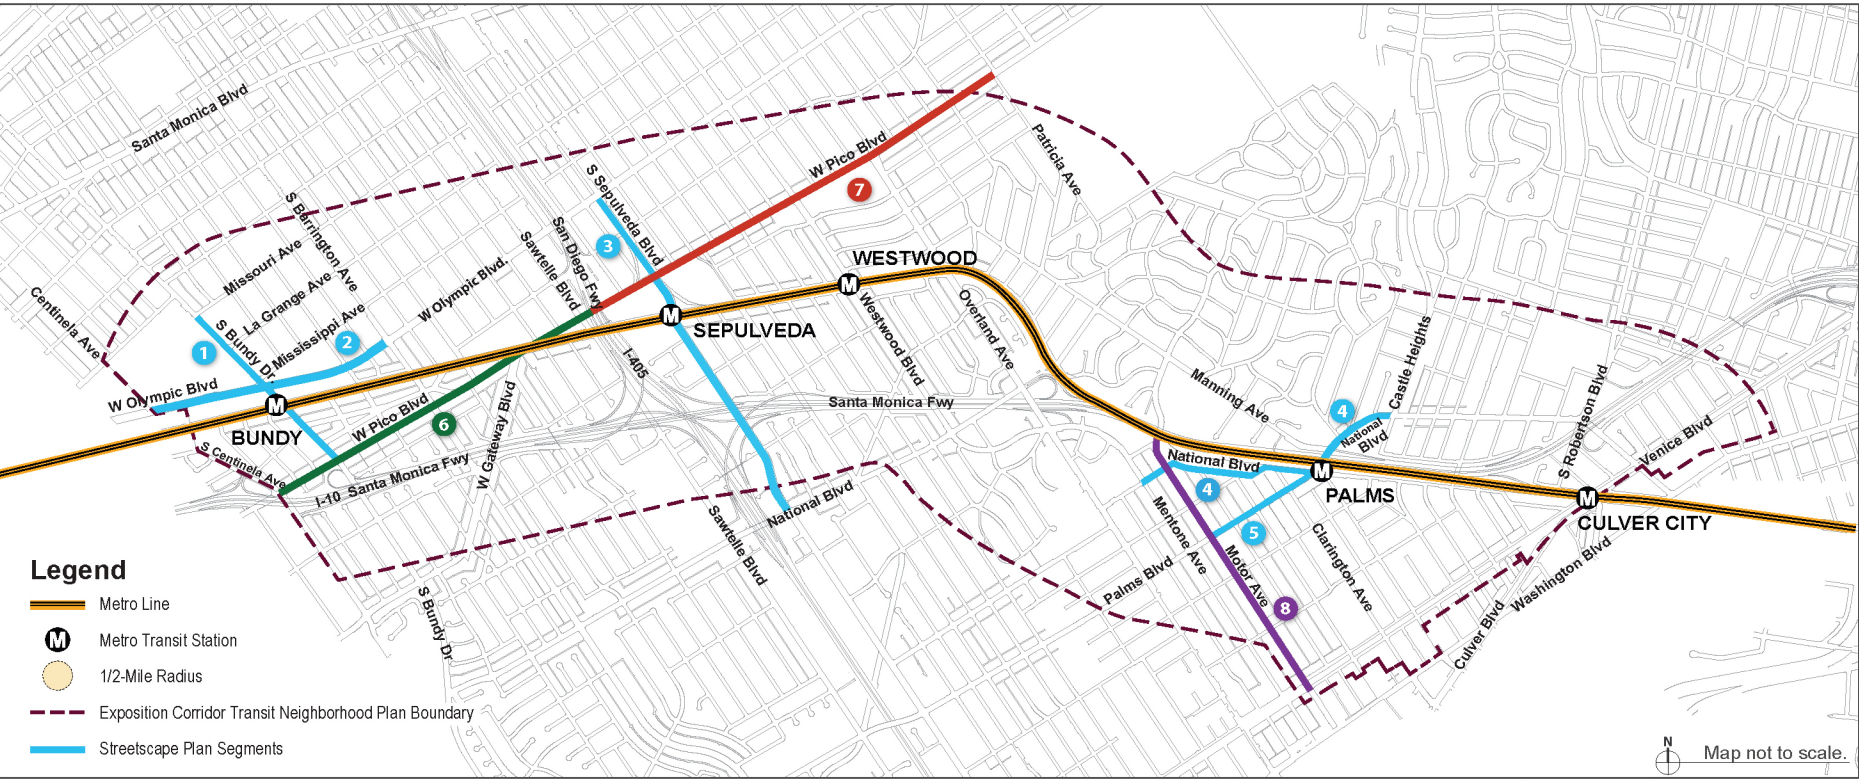 Santa Monica Blvd
S Barrington Ave
Missouri Ave
La Grange Ave
Mississippi Ave
Centinela Ave
S Bundy Dr.
1
2
W Olympic Blvd
W Olympic Blvd.
M
BUNDY
S Centinela Ave
W Pico Blvd
6
I-10 Santa Monica Fwy
W Gateway Blvd
Sawtelle Blvd
San Diego Fwy
S Sepulveda Blvd
3
W Pico Blvd
7
Patricia Ave
M
SEPULVEDA
I-405
WESTWOOD
M
Westwood Blvd
Overland Ave
Santa Monica Fwy
Sawtelle Blvd
National Blvd
S Bundy Dr
Manning Ave
Castle Heights
4
National
Blvd
National Blvd
4
M
PALMS
5
Mentone Ave
Motor Ave
Clarington Ave
Palms Blvd
8
S Robertson Blvd
Venice Blvd
M
CULVER CITY
Washington Blvd
Culver Blvd
Legend
Metro Line
M
Metro Transit Station
1/2-Mile Radius
Exposition Corridor Transit Neighborhood Plan Boundary
Streetscape Plan Segments
N
Map not to scale.